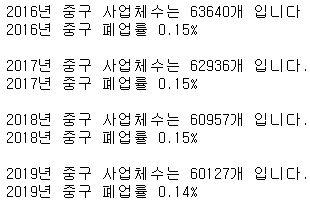 2016년 중구 사업체수는 63640개 입니다
2016년 중구 폐업률 0.15%
2017년 중구 사업체수는 62936개 입니다.
2017년 중구 폐업률 0.15%
2018년 중구 사업체수는 60957개 입니다.
2018년 중구 폐업률 0.15%
2019년 중구 사업체수는 60127개 입니다.
2019년 중구 폐업률 0.14%